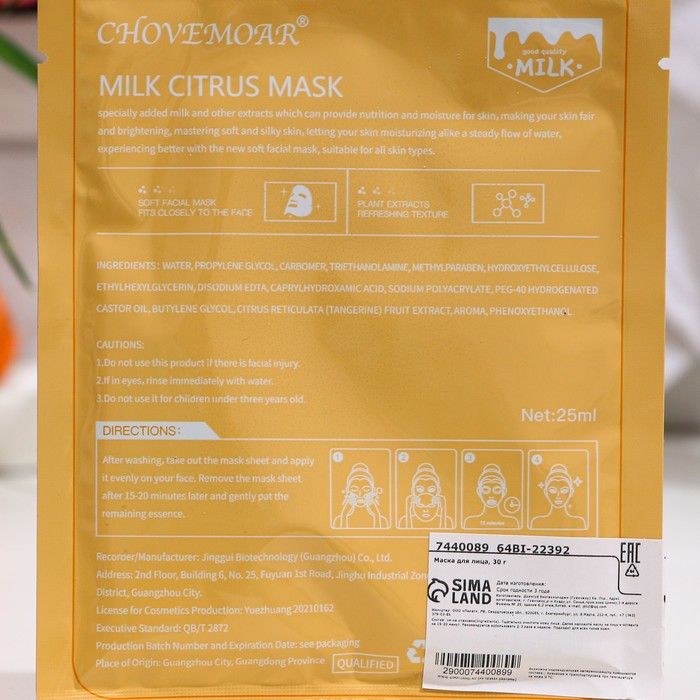 CHOVEMOAR®
good quality
·MILK·
MILK CITRUS MASK
specially added milk and other extracts which can provide nutrition and moisture for skin, making your skin fair
and brightening, mastering soft and silky skin, letting your skin moisturizing alike a steady flow of water,
experiencing better with the new soft facial mask, suitable for all skin types.
SOFT FACIAL MASK
FITS CLOSELY TO THE FACE
PLANT EXTRACTS
REFRESHING TEXTURE
INGREDIENTS: WATER, PROPYLENE GLYCOL, CARBOMER, TRIETHANOLAMINE, METHYLPARABEN, HYDROXYETHYLCELLULOSE,
ETHYLHEXYLGLYCERIN, DISODIUM EDTA, CAPRYLHYDROXAMIC ACID, SODIUM POLYACRYLATE, PEG-40 HYDROGENATED
CASTOR OIL, BUTYLENE GLYCOL, CITRUS RETICULATA (TANGERINE) FRUIT EXTRACT, AROMA, PHENOXYETHANOL.
CAUTIONS:
1.Do not use this product if there is facial injury.
2.If in eyes, rinse immediately with water.
3.Do not use it for children under three years old.
Net:25ml
DIRECTIONS:
After washing, take out the mask sheet and apply
it evenly on your face. Remove the mask sheet
after 15-20 minutes later and gently pat the
remaining essence.
1 2 3 4
15 minutes
Recorder/Manufacturer: Jinggui Biotechnology (Guangzhou) Co., Ltd.
Address: 2nd Floor, Building 6, No. 25, Fuyuan 1st Road, Jinghu Industrial Zone
District, Guangzhou City.
License for Cosmetics Production: Yuezhuang 20210162
Executive Standard: QB/T 2872
Production Batch Number and Expiration Date: see packaging
Place of Origin: Guangzhou City, Guangdong Province
QUALIFIED
7440089 64BI-22392
EAC
Маска для лица, 30 г
SIMA
LAND
Дата изготовления:
Срок годности 3 года
2900074400899